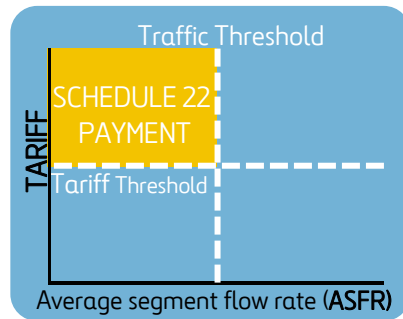 Traffic Threshold
SCHEDULE 22
PAYMENT
TARIFF
Tariff Threshold
Average segment flow rate (ASFR)